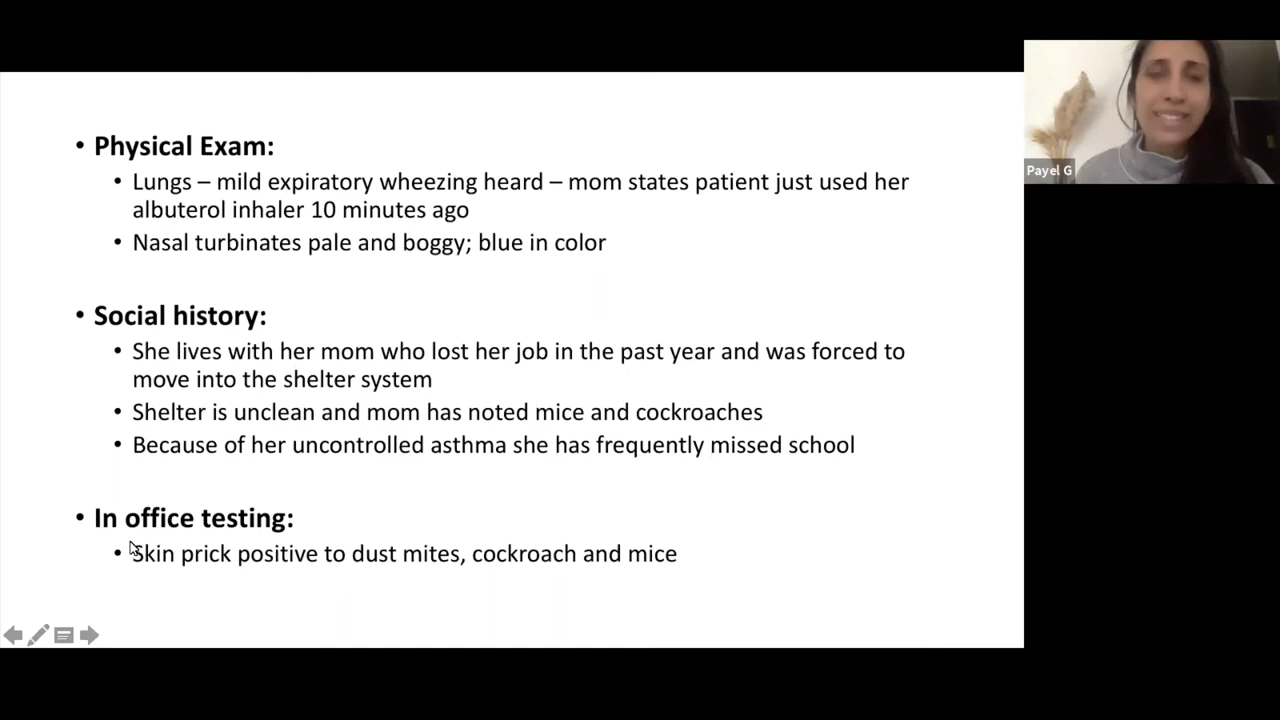 • Physical Exam:
• Lungs – mild expiratory wheezing heard – mom states patient just used her
albuterol inhaler 10 minutes ago
• Nasal turbinates pale and boggy; blue in color
• Social history:
• She lives with her mom who lost her job in the past year and was forced to
move into the shelter system
• Shelter is unclean and mom has noted mice and cockroaches
• Because of her uncontrolled asthma she has frequently missed school
• In office testing:
• Skin prick positive to dust mites, cockroach and mice
Payel G